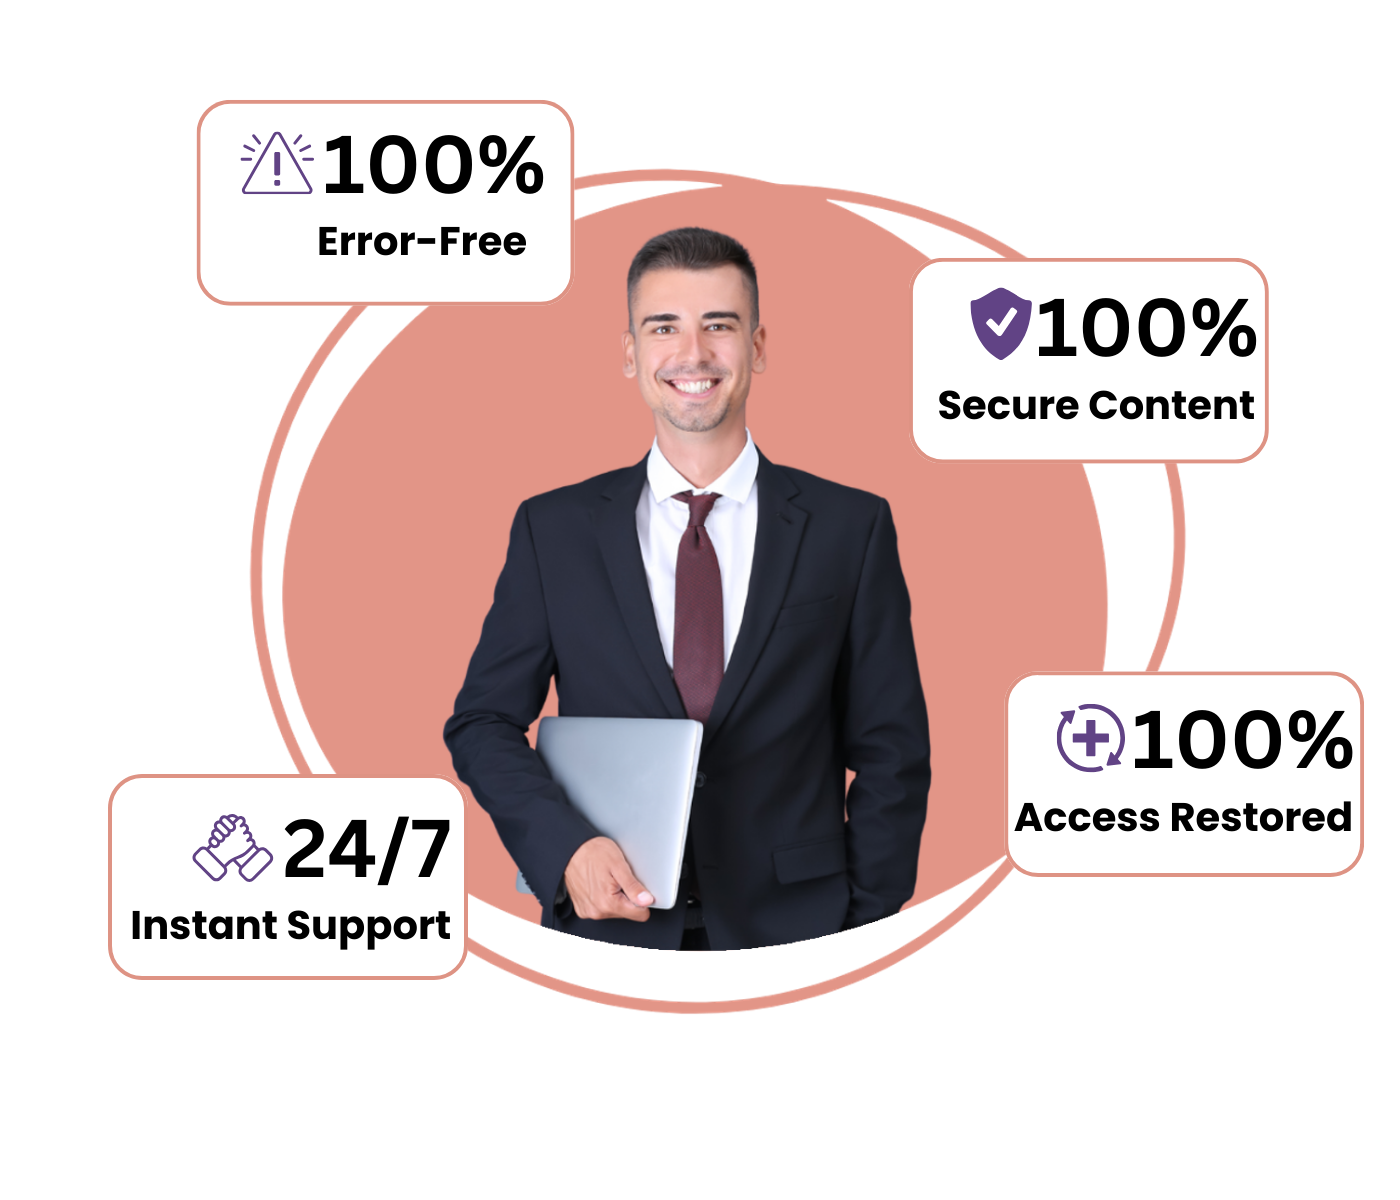 100%
Error-Free
100%
Secure Content
100%
Access Restored
24/7
Instant Support